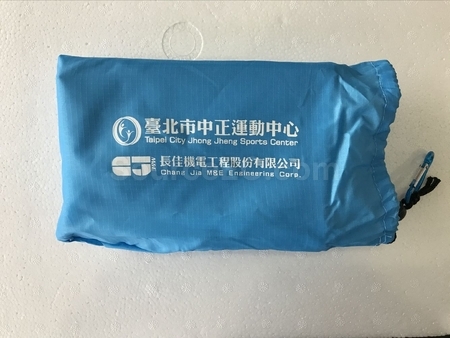 臺北市中正運動中心
Taipei City Jhong Jheng Sports Center
長佳機電工程股份有限公司
Chang Jia M&E Engineering Corp.